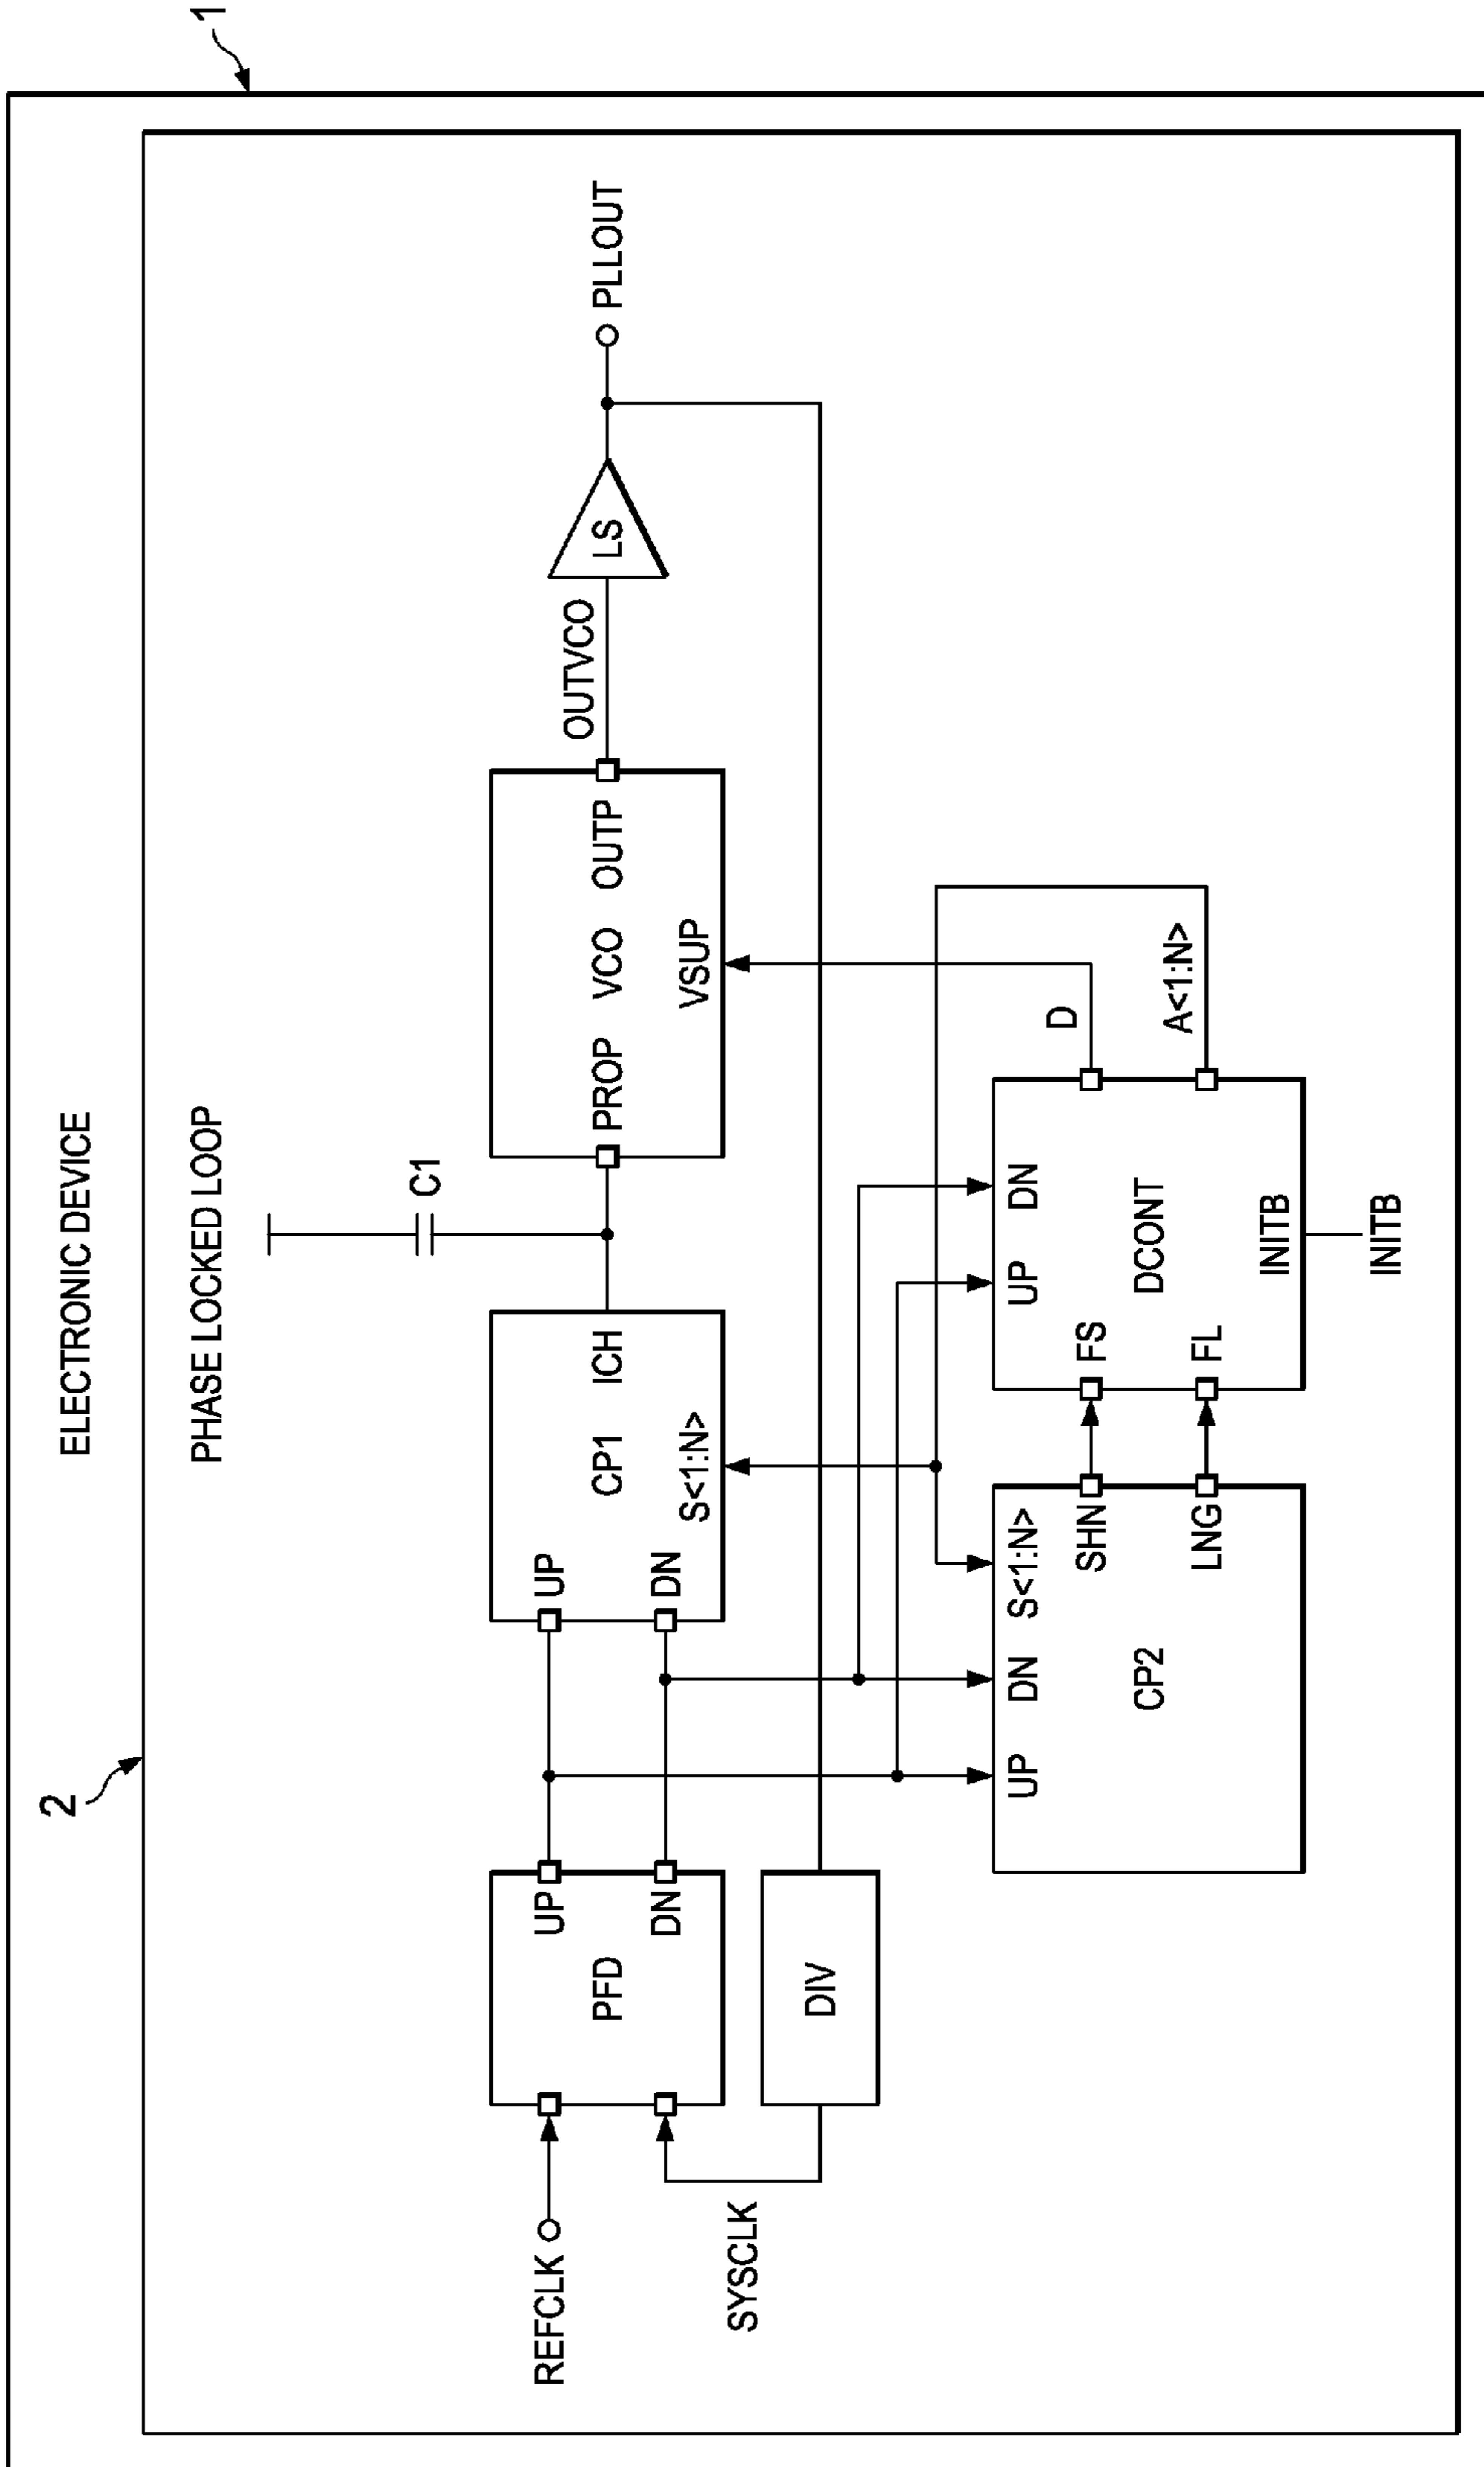 ELECTRONIC DEVICE
1
2
PHASE LOCKED LOOP
C1
REFCLK
UP
DN
PFD
UP
DN
CP1
ICH
S<1:N>
PROP
VCO
OUTP
VSUP
OUTVCO
LS
PLLOUT
SYSCLK
DIV
UP
DN
S<1:N>
CP2
SHN
LNG
UP
DN
FS
FL
DCONT
INITB
D
A<1:N>
INITB